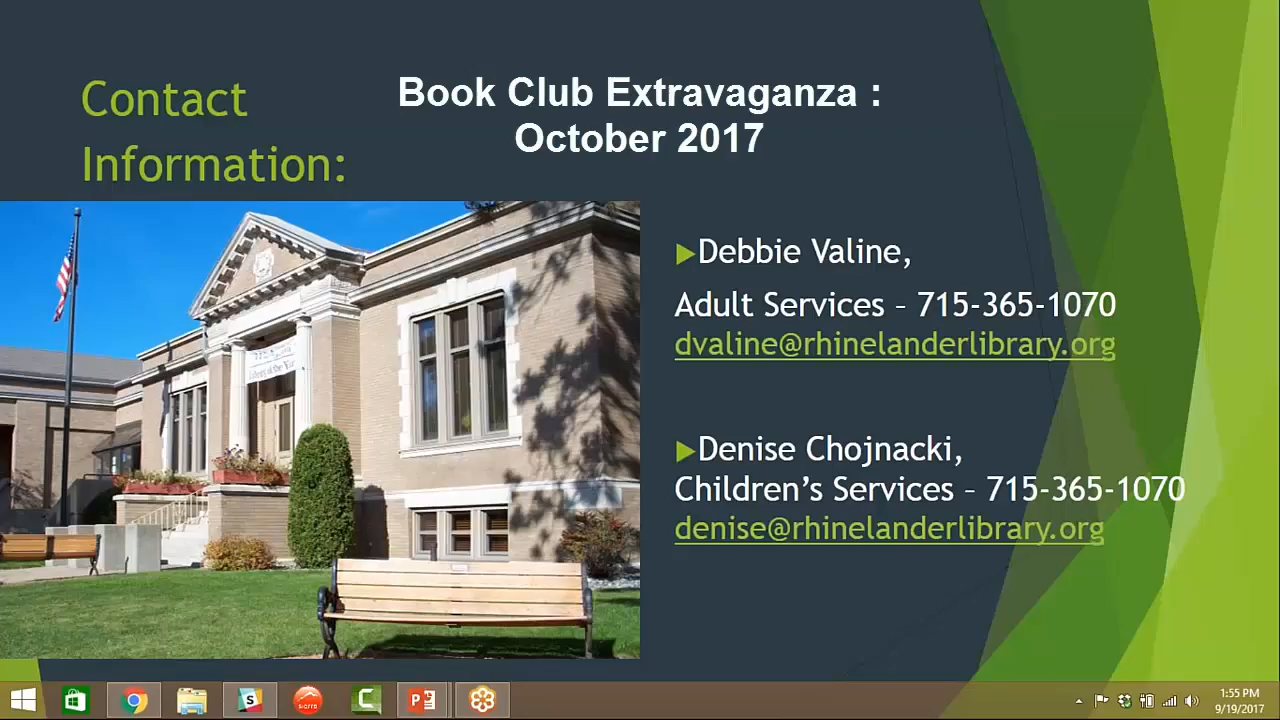 Contact
Information:
Book Club Extravaganza :
October 2017
Debbie Valine,
Adult Services – 715-365-1070
dvaline@rhinelanderlibrary.org
Denise Chojnacki,
Children’s Services – 715-365-1070
denise@rhinelanderlibrary.org
1:55 PM
9/19/2017